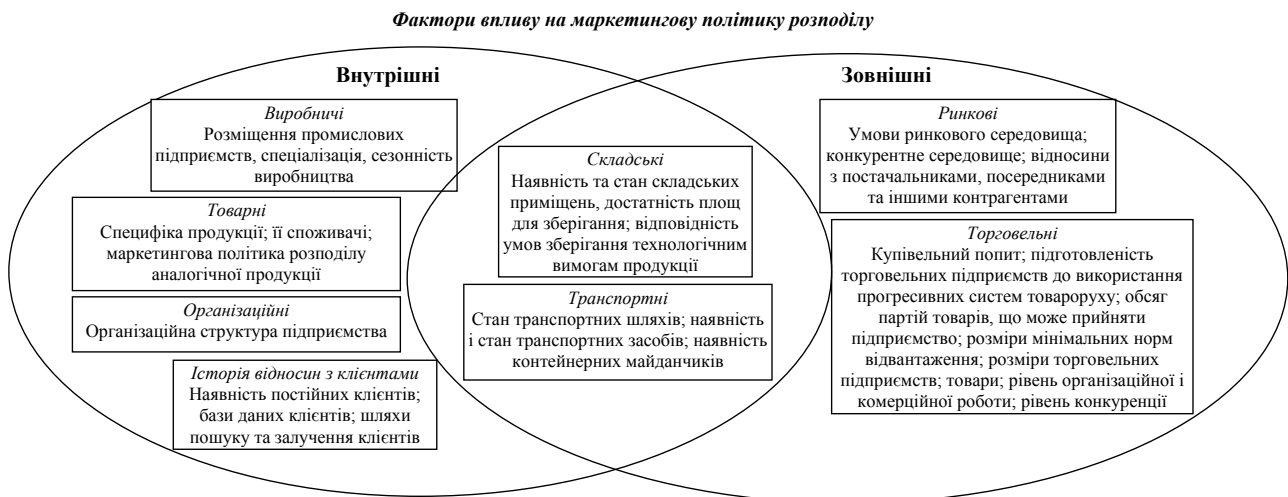 Фактори впливу на маркетингову політику розподілу
Внутрішні
Виробничі
Розміщення промислових
підприємств, спеціалізація, сезонність
виробництва
Товарні
Специфіка продукції; її споживачі;
маркетингова політика розподілу
аналогічної продукції
Організаційні
Організаційна структура підприємства
Історія відносин з клієнтами
Наявність постійних клієнтів;
бази даних клієнтів; шляхи
пошуку та залучення клієнтів
Складські
Наявність та стан складських
приміщень, достатність площ
для зберігання; відповідність
умов зберігання технологічним
вимогам продукції
Транспортні
Стан транспортних шляхів; наявність
і стан транспортних засобів; наявність
контейнерних майданчиків
Зовнішні
Ринкові
Умови ринкового середовища;
конкурентне середовище; відносини
з постачальниками, посередниками
та іншими контрагентами
Торговельні
Купівельний попит; підготовленість
торговельних підприємств до використання
прогресивних систем товароруху; обсяг
партій товарів, що може прийняти
підприємство; розміри мінімальних норм
відвантаження; розміри торговельних
підприємств; товари; рівень організаційної і
комерційної роботи; рівень конкуренції